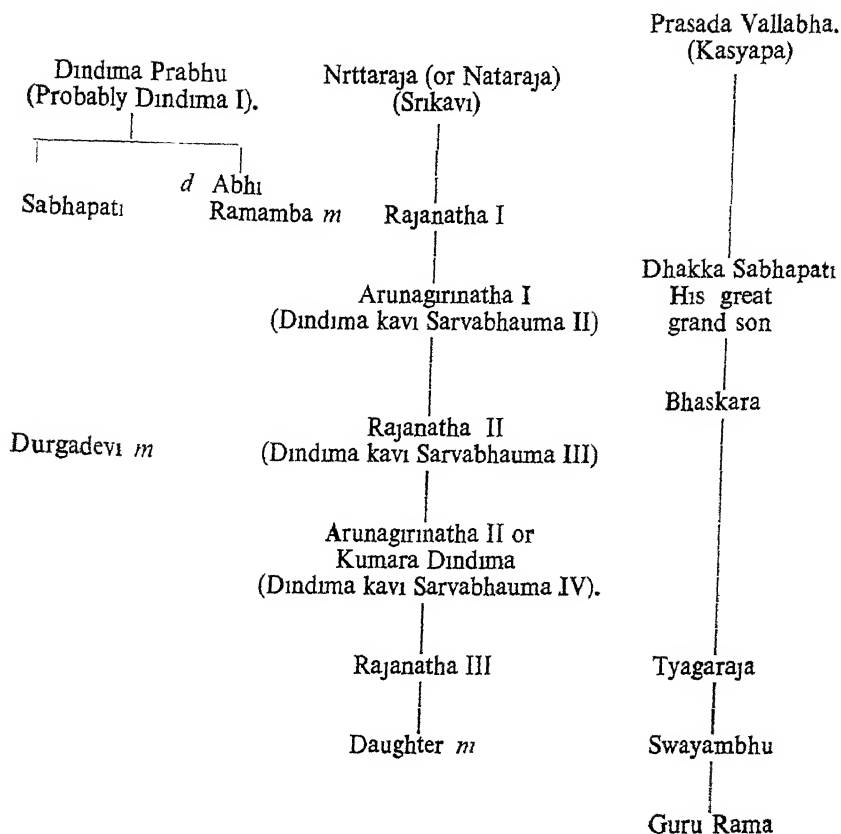 Prasada Vallabha.
(Kasyapa)
Dındıma Prabhu
(Probably Dındıma I).
Nrttaraja (or Nataraja)
(Srıkavı)
Sabhapatı
d Abhı
Ramamba m
Rajanatha I
Dhakka Sabhapatı
Hıs great
grand son
Arunagırınatha I
(Dındıma kavı Sarvabhauma II)
Bhaskara
Durgadevı m
Rajanatha II
(Dındıma kavı Sarvabhauma III)
Arunagırınatha II or
Kumara Dındıma
(Dındıma kavı Sarvabhauma IV).
Rajanatha III
Tyagaraja
Daughter m
Swayambhu
Guru Rama